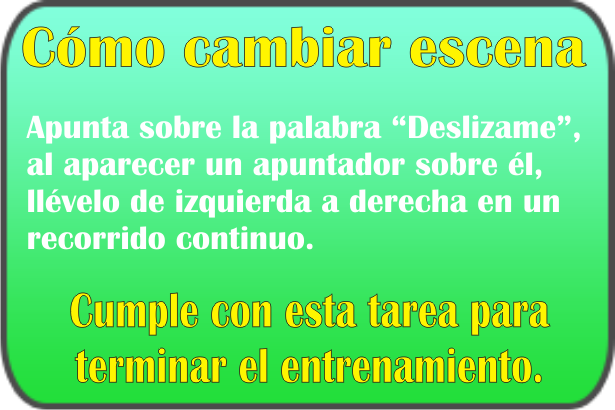 Cómo cambiar escena
Apunta sobre la palabra “Deslizame”,
al aparecer un apuntador sobre él,
llévelo de izquierda a derecha en un
recorrido continuo.
Cumple con esta tarea para
terminar el entrenamiento.